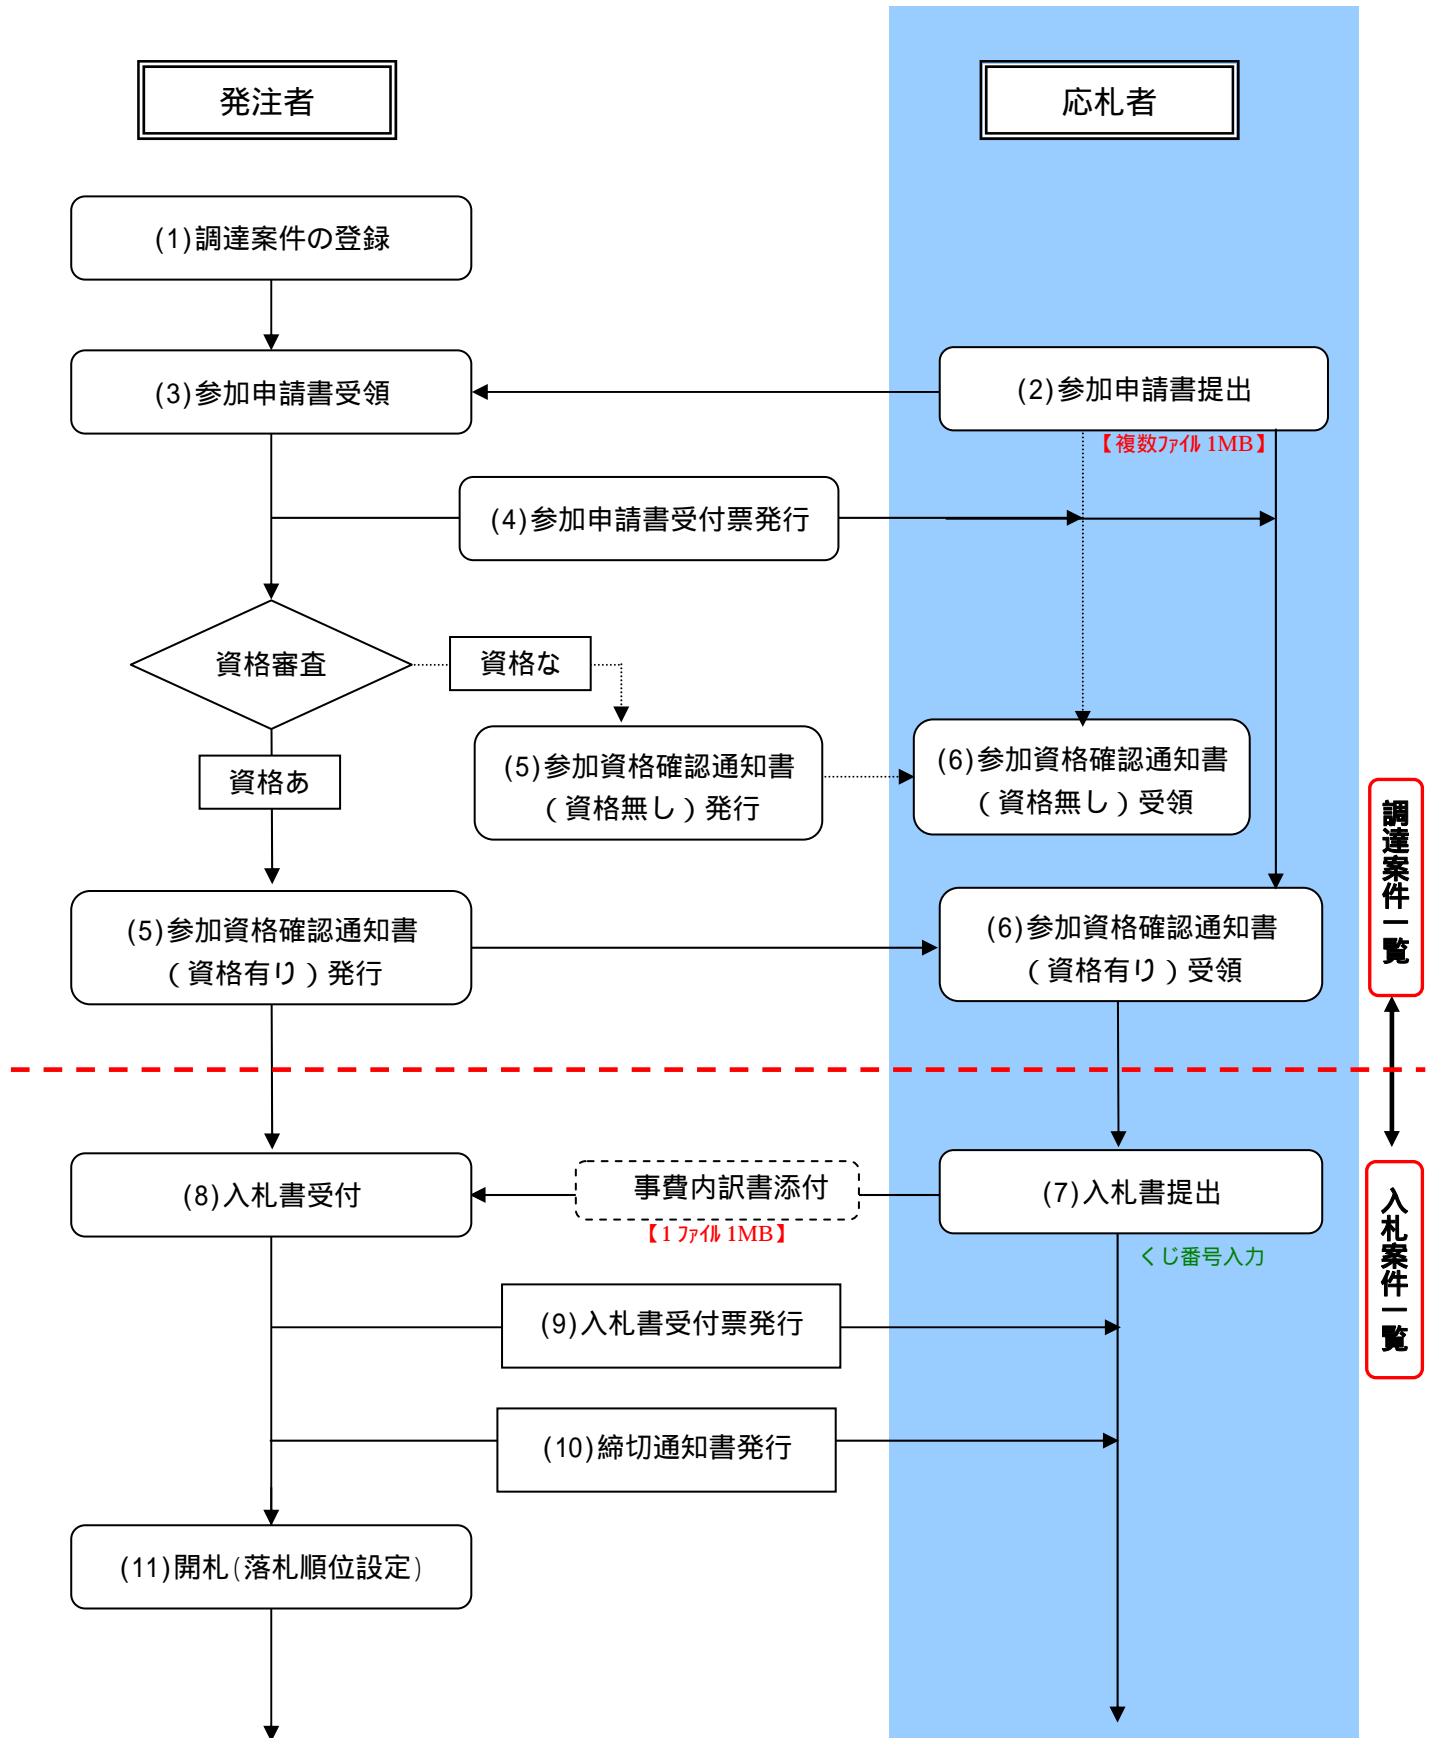 発注者
応札者
(1)調達案件の登録
(3)参加申請書受領
(2)参加申請書提出
【複数ﾌｧｲﾙ 1MB】
(4)参加申請書受付票発行
資格審査
資格な
資格あ
(5)参加資格確認通知書
（資格無し）発行
(6)参加資格確認通知書
（資格無し）受領
調達案件一覧
(5)参加資格確認通知書
（資格有り）発行
(6)参加資格確認通知書
（資格有り）受領
(8)入札書受付
事費内訳書添付
【1 ﾌｧｲﾙ 1MB】
(7)入札書提出
くじ番号入力
入札案件一覧
(9)入札書受付票発行
(10)締切通知書発行
(11)開札(落札順位設定)